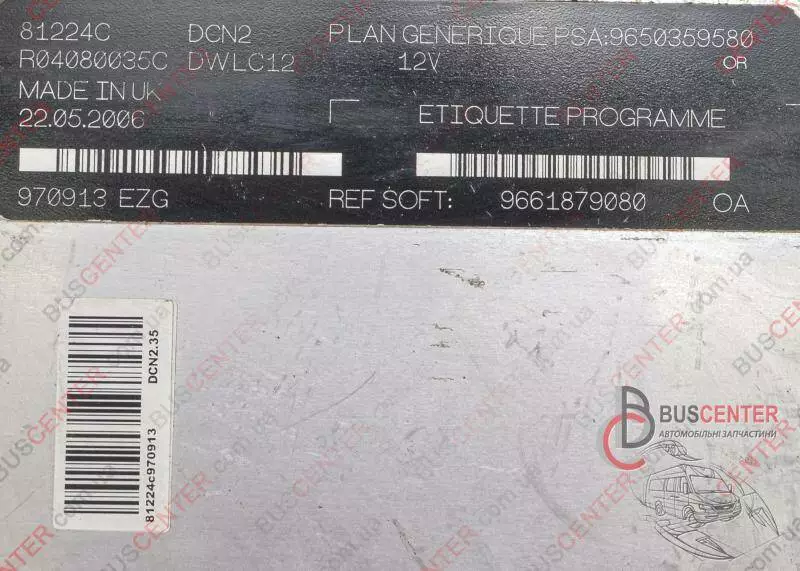 81224C DCN2 PLAN GENERIQUE PSA:9650359580
R04080035C DWLC12 12V OR
MADE IN UK
22.05.2006 ETIQUETTE PROGRAMME
970913 EZG REF SOFT: 9661879080 OA
DCN2.35
81224c970913
BUSCENTER
АВТОМОБІЛЬНІ ЗАПЧАСТИНИ